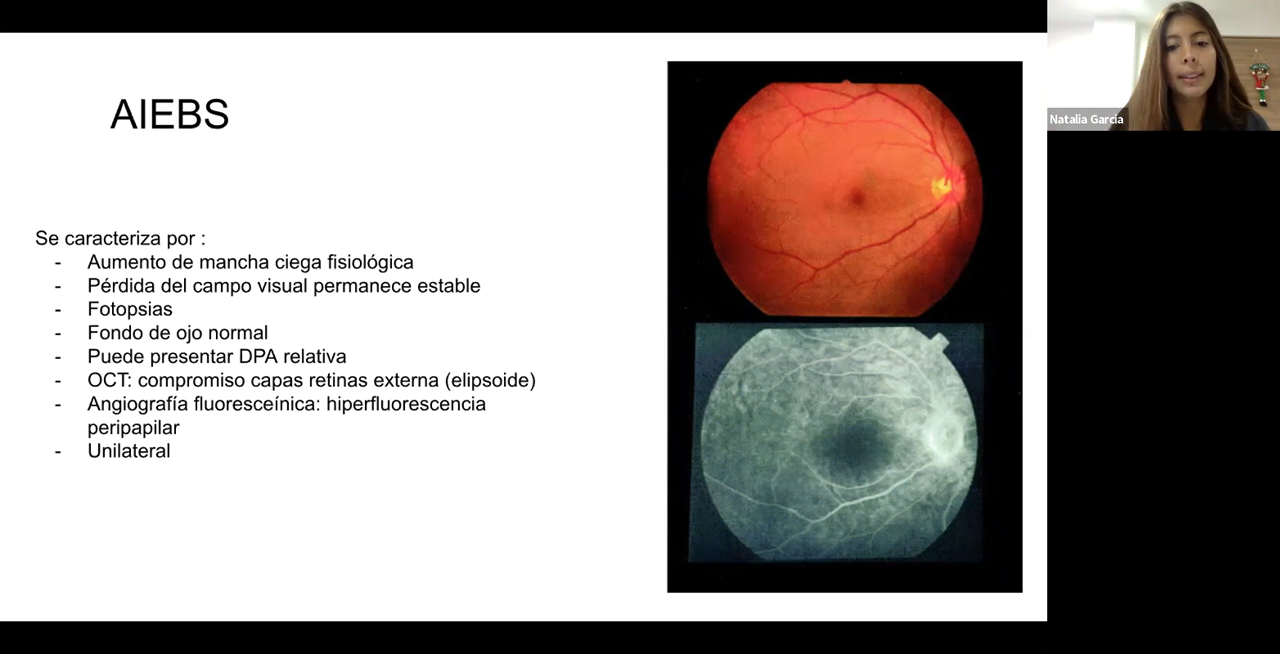 AIEBS
Se caracteriza por :
- Aumento de mancha ciega fisiológica
- Pérdida del campo visual permanece estable
- Fotopsias
- Fondo de ojo normal
- Puede presentar DPA relativa
- OCT: compromiso capas retinas externa (elipsoide)
- Angiografía fluoresceínica: hiperfluorescencia
peripapilar
- Unilateral
Natalia García